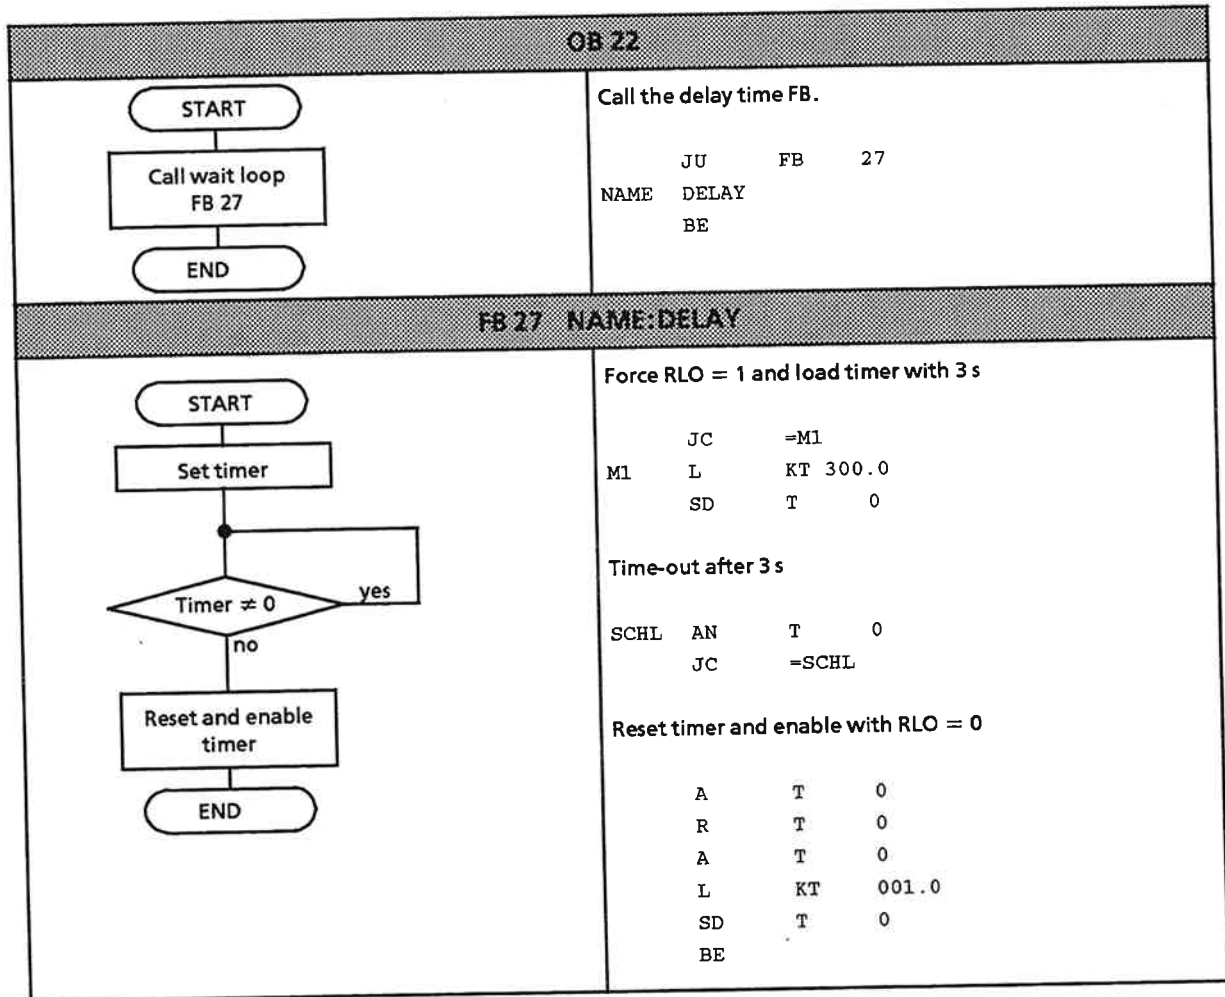 OB 22
START
Call wait loop
FB 27
END
Call the delay time FB.
JU FB 27
NAME DELAY
BE
FB 27 NAME:DELAY
START
Set timer
Timer ≠ 0
yes
no
Reset and enable
timer
END
Force RLO = 1 and load timer with 3 s
JC =M1
M1 L KT 300.0
SD T 0
Time-out after 3 s
SCHL AN T 0
JC =SCHL
Reset timer and enable with RLO = 0
A T 0
R T 0
A T 0
L KT 001.0
SD T 0
BE